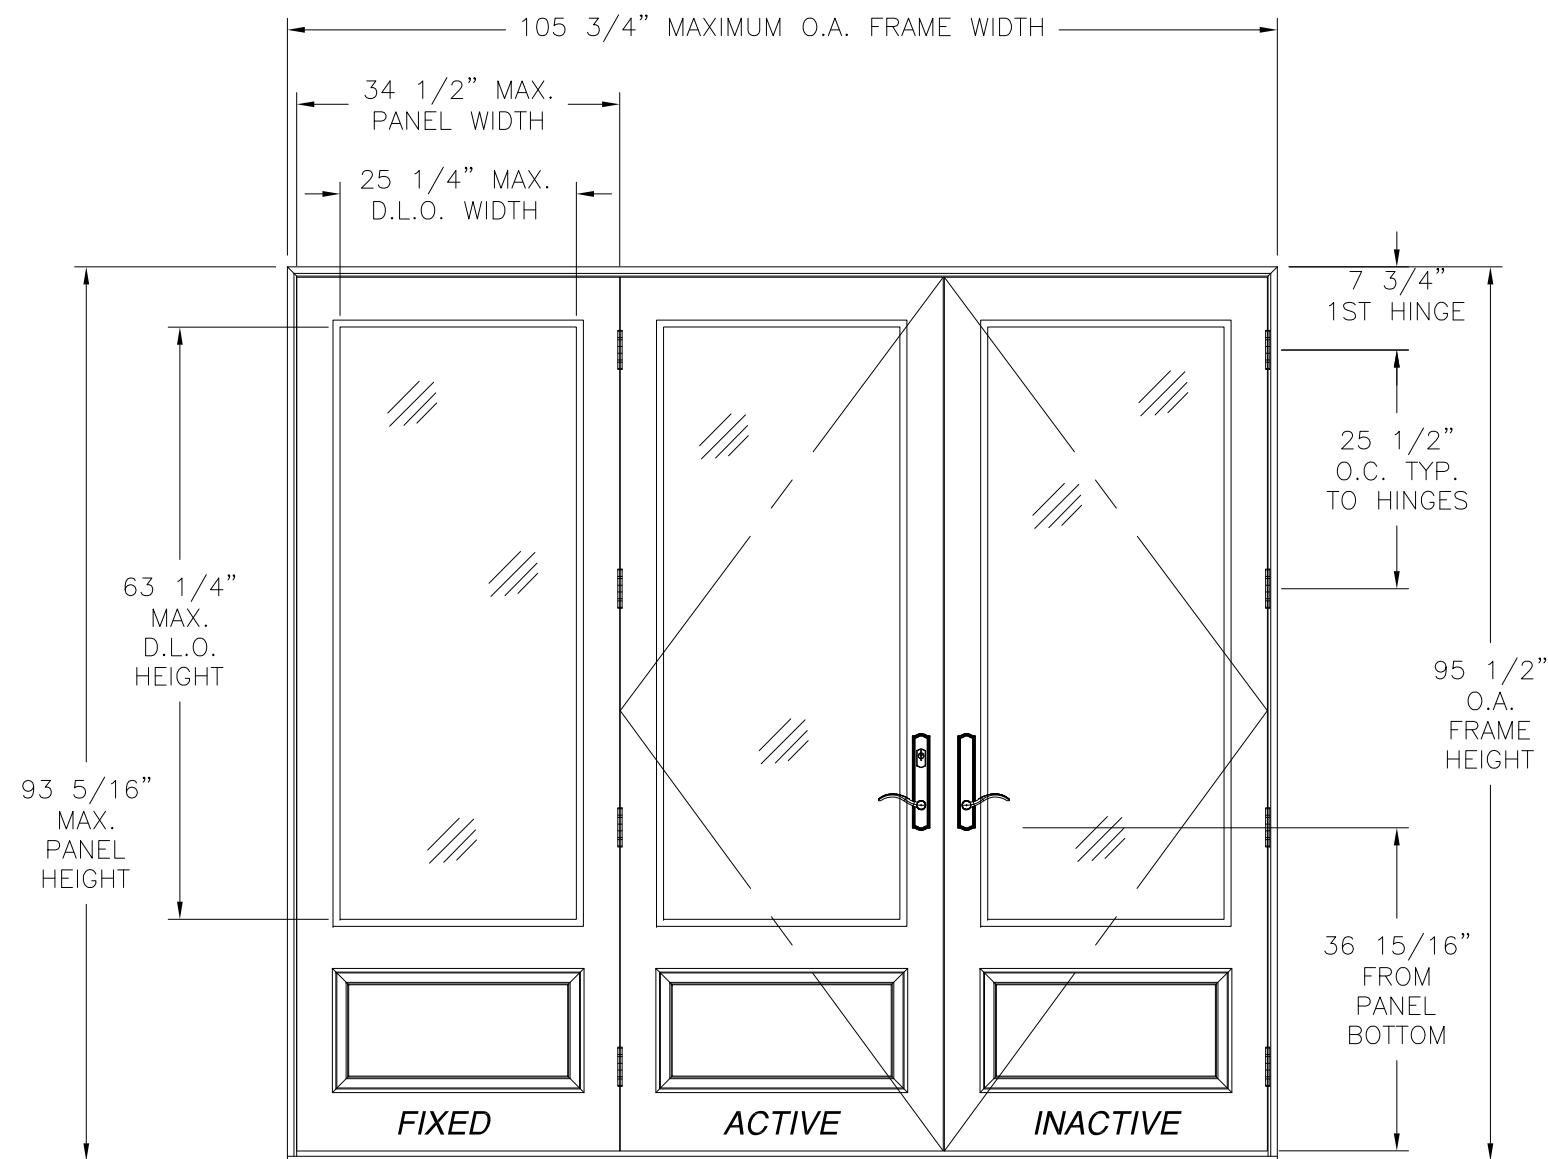 105 3/4” MAXIMUM O.A. FRAME WIDTH
34 1/2” MAX.
PANEL WIDTH
25 1/4” MAX.
D.L.O. WIDTH
7 3/4”
1ST HINGE
25 1/2”
O.C. TYP.
TO HINGES
63 1/4”
MAX.
D.L.O.
HEIGHT
95 1/2”
O.A.
FRAME
HEIGHT
93 5/16”
MAX.
PANEL
HEIGHT
36 15/16”
FROM
PANEL
BOTTOM
FIXED
ACTIVE
INACTIVE